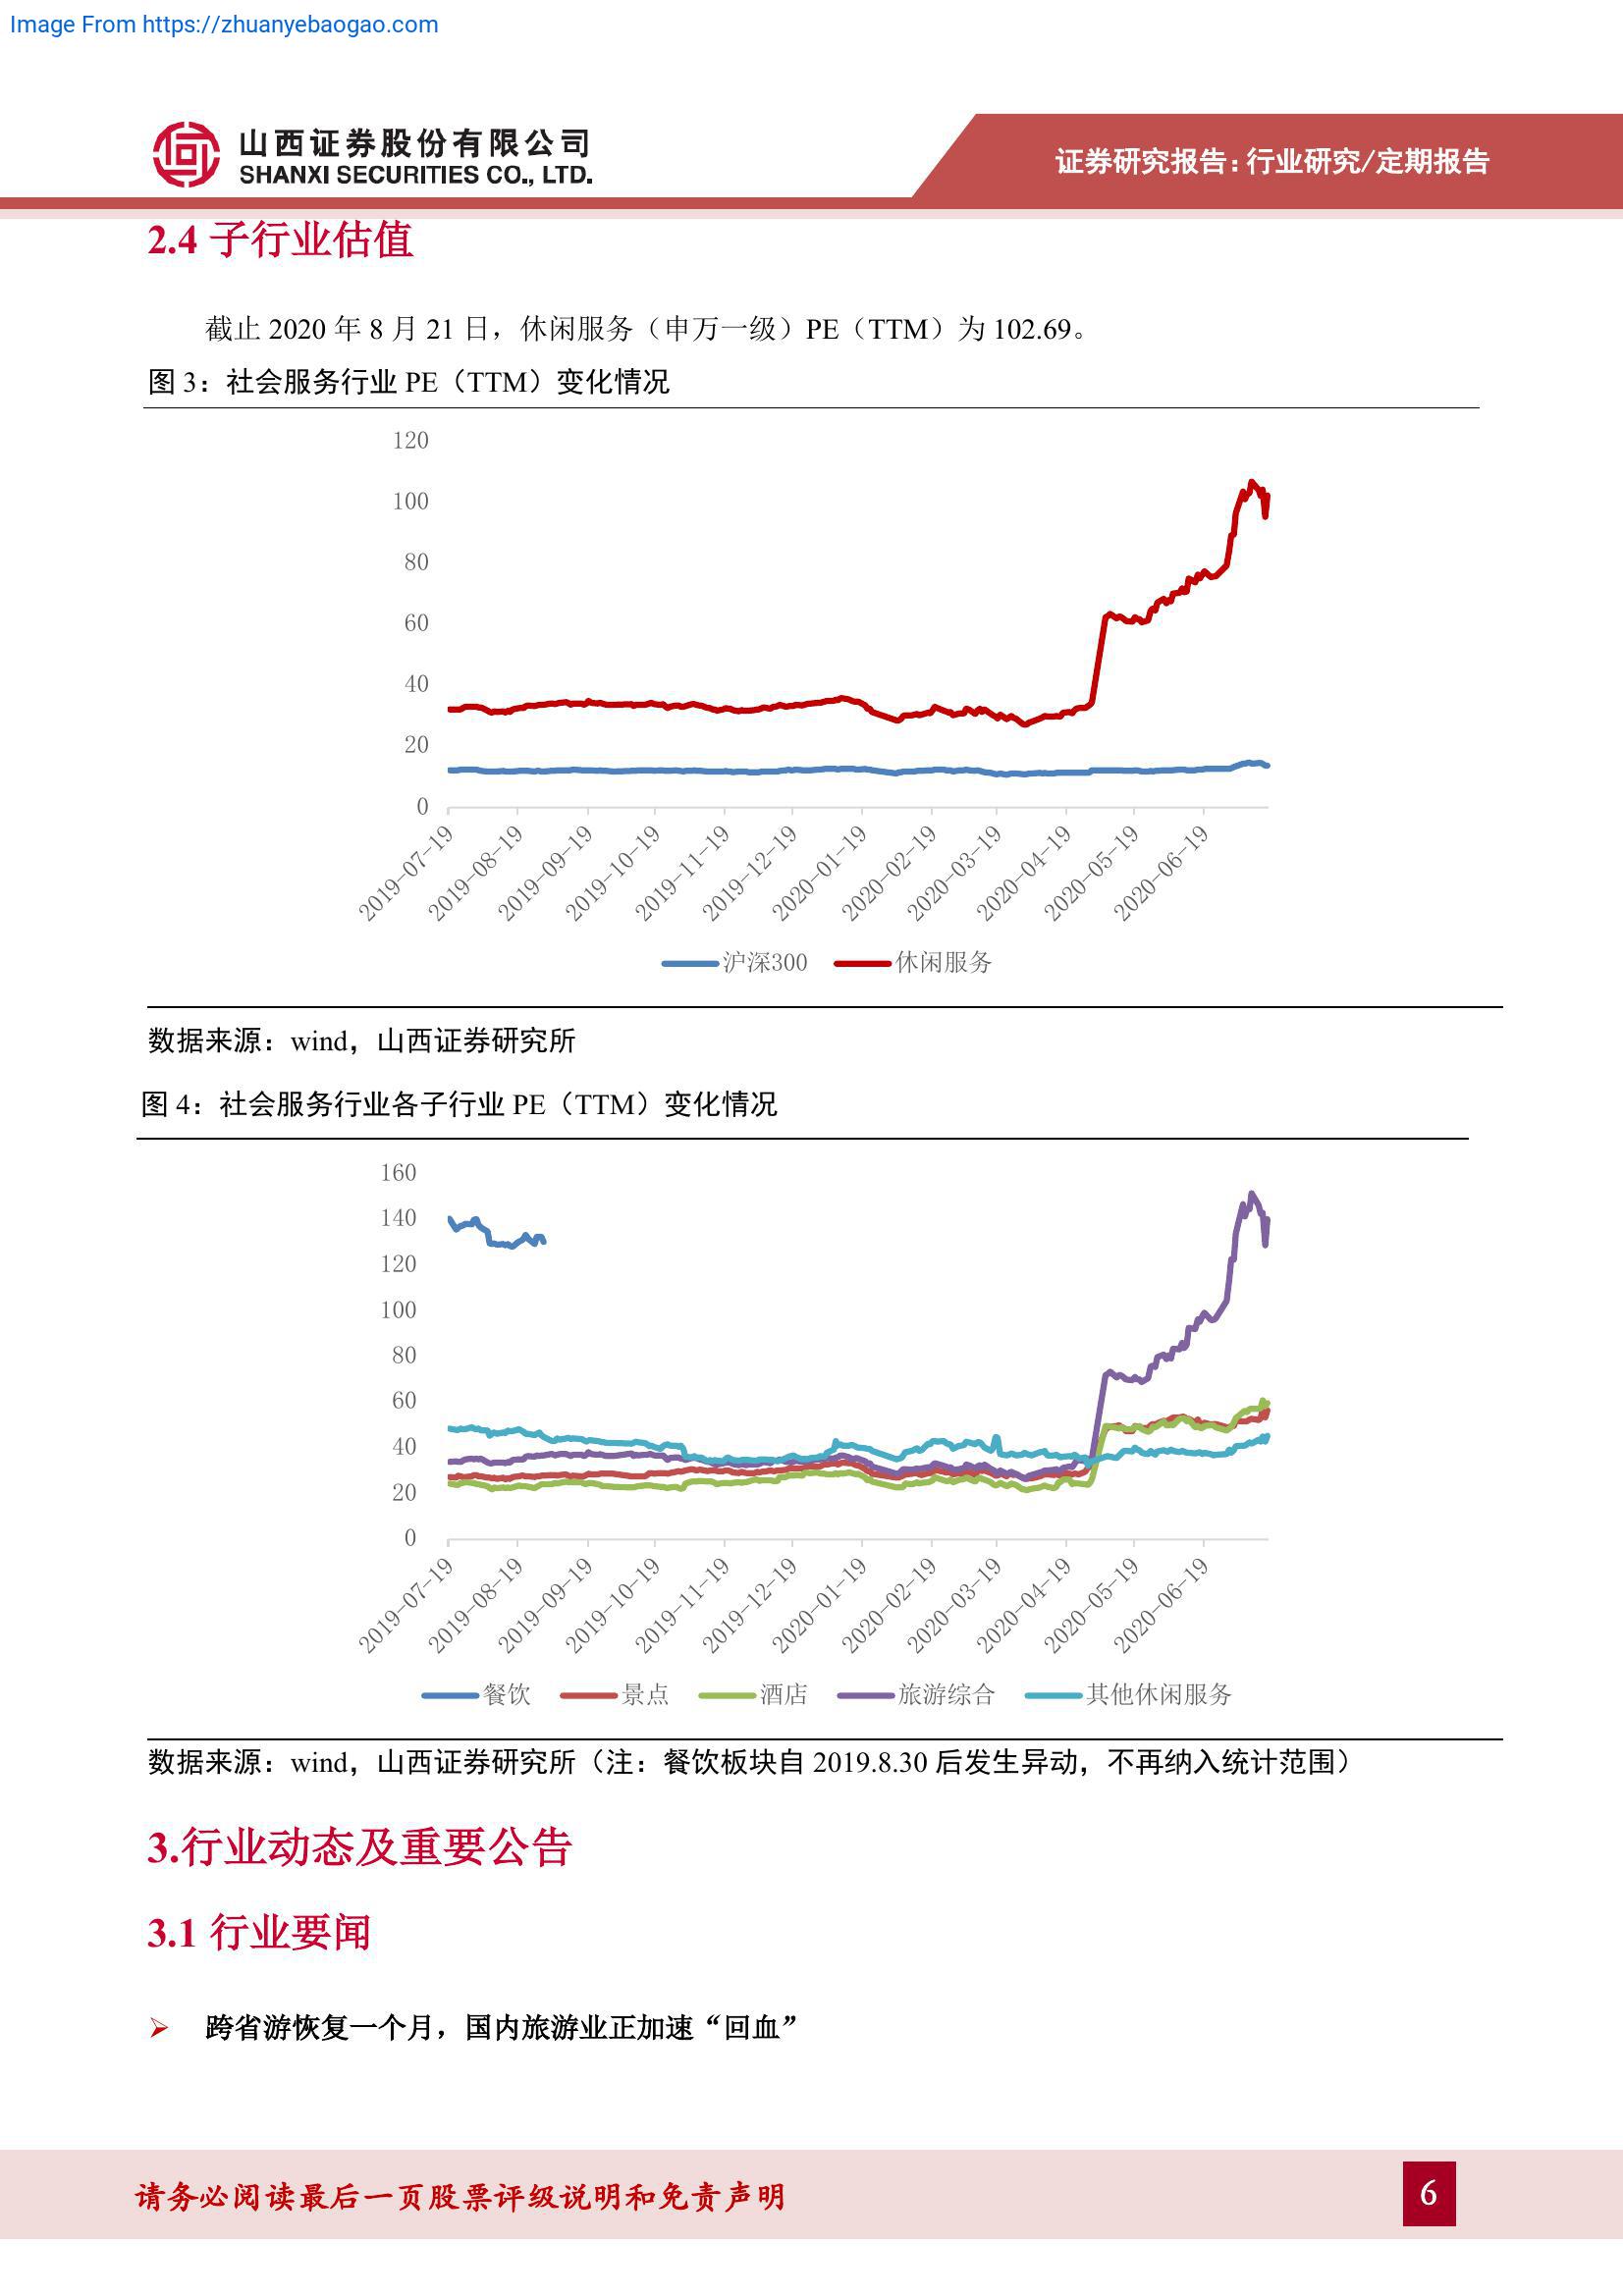 Image From https://zhuanyebaogao.com
山西证券股份有限公司
SHANXI SECURITIES CO., LTD.
证券研究报告:行业研究/定期报告
2.4 子行业估值
截止 2020 年 8 月 21 日，休闲服务（申万一级）PE（TTM）为 102.69。
图 3：社会服务行业 PE（TTM）变化情况
120
100
80
60
40
20
0
2019-07-19
2019-08-19
2019-09-19
2019-10-19
2019-11-19
2019-12-19
2020-01-19
2020-02-19
2020-03-19
2020-04-19
2020-05-19
2020-06-19
沪深300 休闲服务
数据来源：wind，山西证券研究所
图 4：社会服务行业各子行业 PE（TTM）变化情况
160
140
120
100
80
60
40
20
0
2019-07-19
2019-08-19
2019-09-19
2019-10-19
2019-11-19
2019-12-19
2020-01-19
2020-02-19
2020-03-19
2020-04-19
2020-05-19
2020-06-19
餐饮 景点 酒店 旅游综合 其他休闲服务
数据来源：wind，山西证券研究所（注：餐饮板块自 2019.8.30 后发生异动，不再纳入统计范围）
3.行业动态及重要公告
3.1 行业要闻
跨省游恢复一个月，国内旅游业正加速“回血”
请务必阅读最后一页股票评级说明和免责声明
6